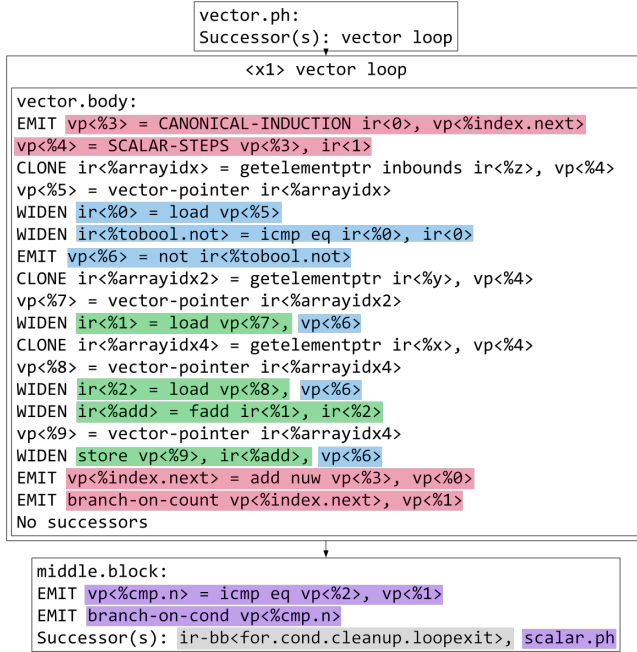 vector.ph:
Successor(s): vector loop
<x1> vector loop
vector.body:
EMIT vp<%3> = CANONICAL-INDUCTION ir<0>, vp<%index.next>
vp<%4> = SCALAR-STEPS vp<%3>, ir<1>
CLONE ir<%arrayidx> = getelementptr inbounds ir<%z>, vp<%4>
vp<%5> = vector-pointer ir<%arrayidx>
WIDEN ir<%0> = load vp<%5>
WIDEN ir<%tobool.not> = icmp eq ir<%0>, ir<0>
EMIT vp<%6> = not ir<%tobool.not>
CLONE ir<%arrayidx2> = getelementptr ir<%y>, vp<%4>
vp<%7> = vector-pointer ir<%arrayidx2>
WIDEN ir<%1> = load vp<%7>, vp<%6>
CLONE ir<%arrayidx4> = getelementptr ir<%x>, vp<%4>
vp<%8> = vector-pointer ir<%arrayidx4>
WIDEN ir<%2> = load vp<%8>, vp<%6>
WIDEN ir<%add> = fadd ir<%1>, ir<%2>
vp<%9> = vector-pointer ir<%arrayidx4>
WIDEN store vp<%9>, ir<%add>, vp<%6>
EMIT vp<%index.next> = add nuw vp<%3>, vp<%0>
EMIT branch-on-count vp<%index.next>, vp<%1>
No successors
middle.block:
EMIT vp<%cmp.n> = icmp eq vp<%2>, vp<%1>
EMIT branch-on-cond vp<%cmp.n>
Successor(s): ir-bb<for.cond.cleanup.loopexit>, scalar.ph